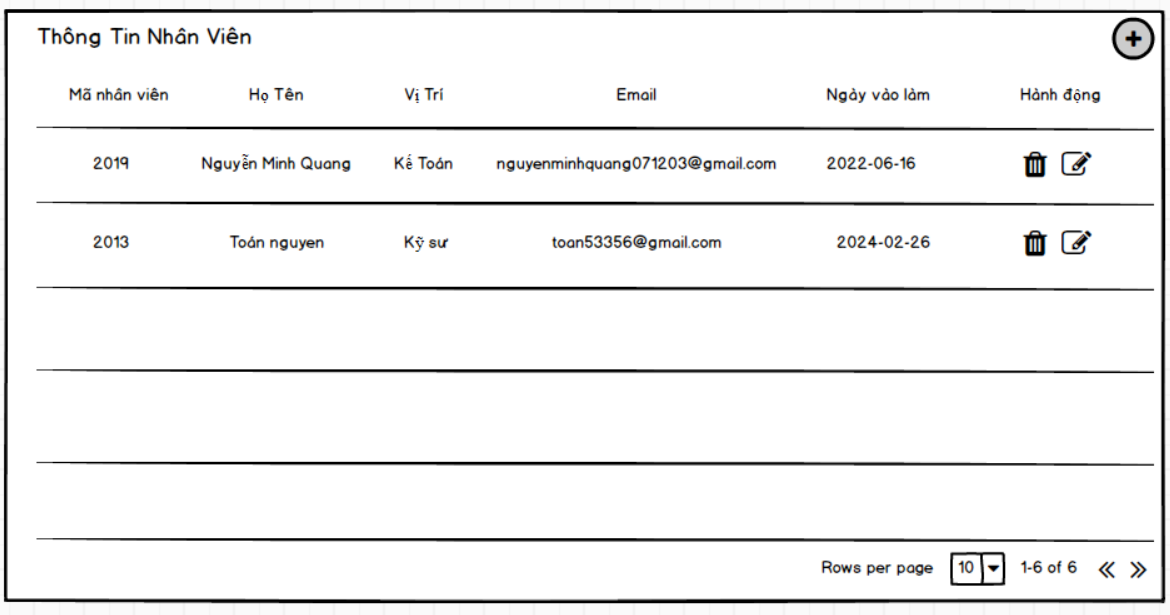 Thông Tin Nhân Viên
Mã nhân viên Họ Tên Vị Trí Email Ngày vào làm Hành động
2019 Nguyễn Minh Quang Kế Toán nguyenminhquang071203@gmail.com 2022-06-16
2013 Toán nguyen Kỹ sư toan53356@gmail.com 2024-02-26
Rows per page 10 1-6 of 6